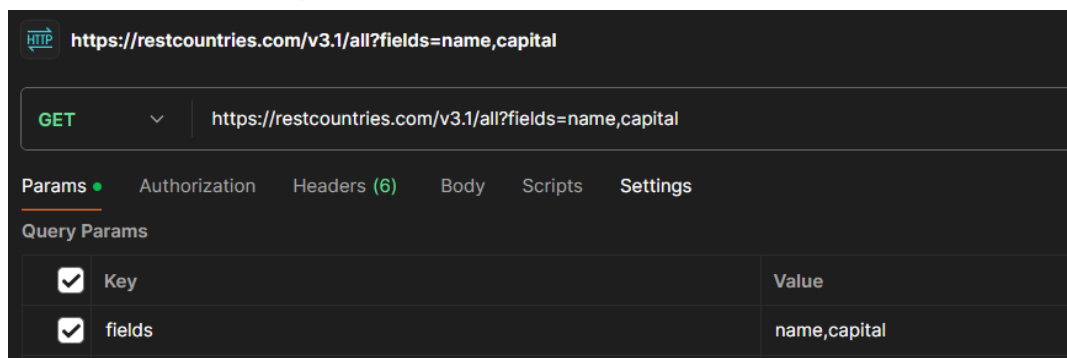 HTTP https://restcountries.com/v3.1/all?fields=name,capital
GET https://restcountries.com/v3.1/all?fields=name,capital
Params Authorization Headers (6) Body Scripts Settings
Query Params
Key Value
fields name,capital